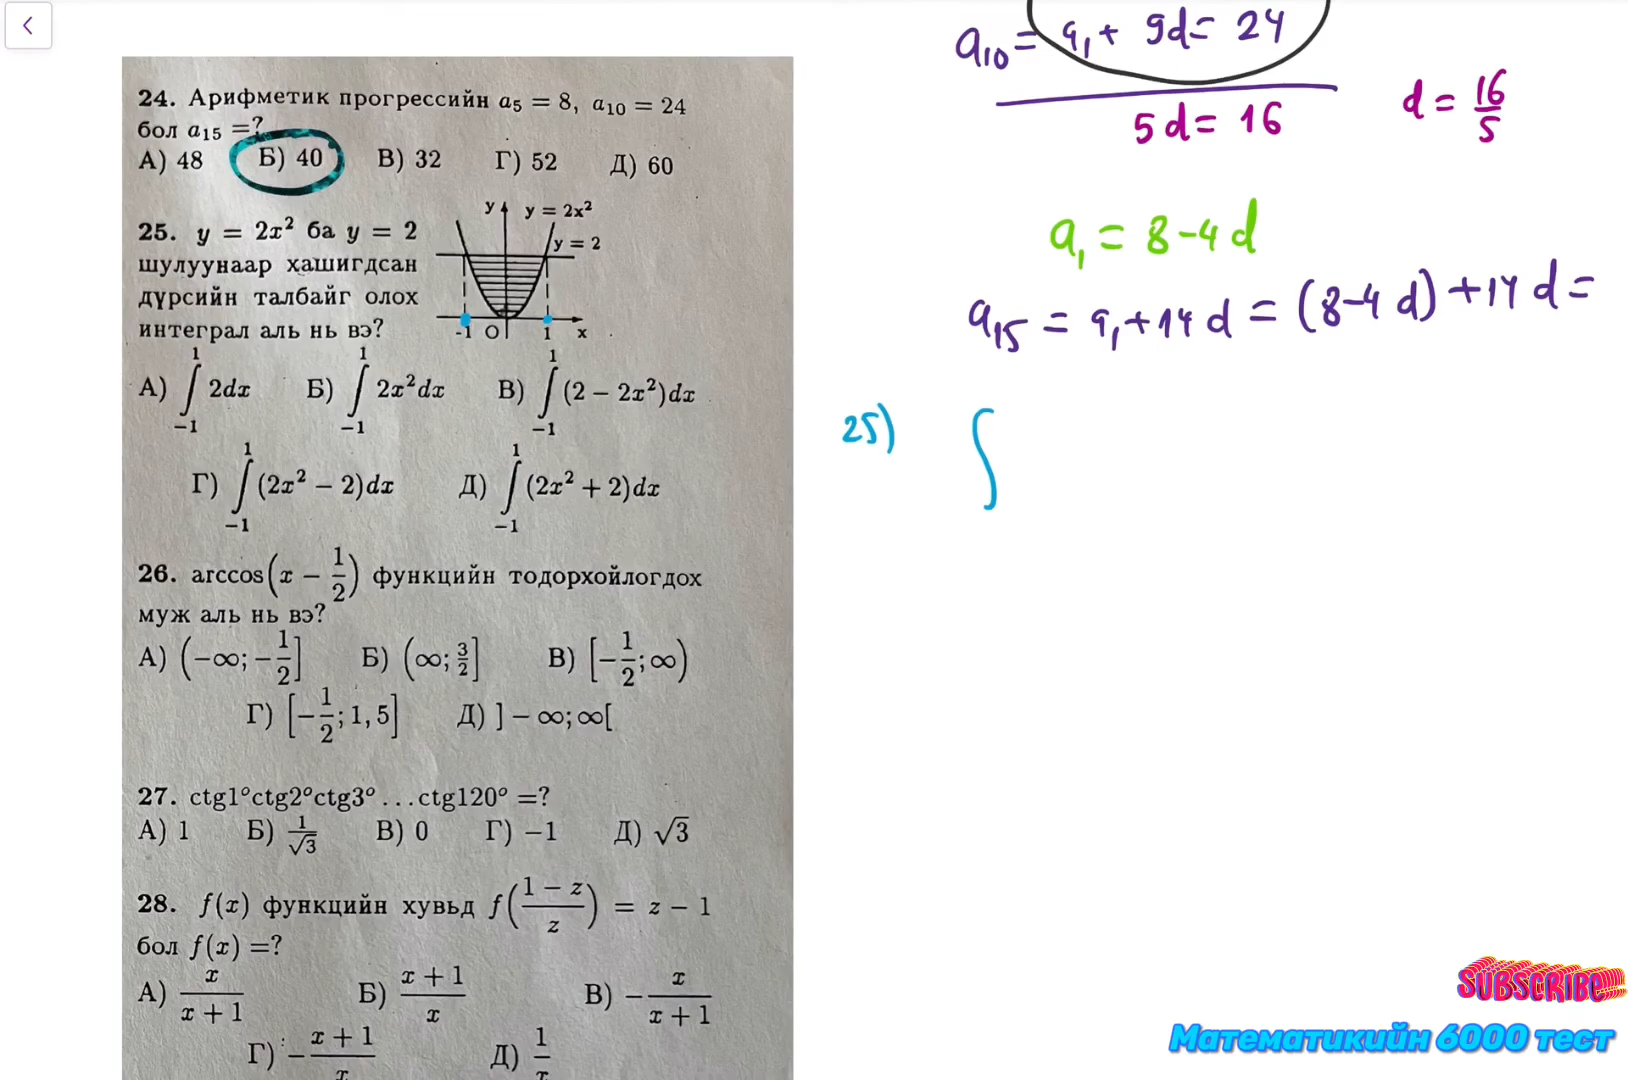 24. Арифметик прогрессийн a₅ = 8, a₁₀ = 24
бол a₁₅ =?
А) 48 Б) 40 В) 32 Г) 52 Д) 60
25. y = 2x² ба y = 2
шулуунаар хашигдсан
дүрсийн талбайг олох
интеграл аль нь вэ?
y y = 2x²
y = 2
-1 O 1 x
А) ∫₋₁¹ 2dx Б) ∫₋₁¹ 2x²dx В) ∫₋₁¹ (2 − 2x²)dx
Г) ∫₋₁¹ (2x² − 2)dx Д) ∫₋₁¹ (2x² + 2)dx
26. arccos(x − 1/2) функцийн тодорхойлогдох
муж аль нь вэ?
А) (−∞; −1/2] Б) (∞; 3/2] В) [−1/2; ∞)
Г) [−1/2; 1, 5] Д) ] − ∞; ∞[
27. ctg1°ctg2°ctg3° ...ctg120° =?
А) 1 Б) 1/√3 В) 0 Г) −1 Д) √3
28. f(x) функцийн хувьд f((1 − z)/z) = z − 1
бол f(x) =?
А) x/(x + 1) Б) (x + 1)/x В) −x/(x + 1)
Г) −(x + 1)/x Д) 1/x
a₁₀ = a₁ + 9d = 24
5d = 16 d = 16/5
a₁ = 8 − 4d
a₁₅ = a₁ + 14d = (8 − 4d) + 14d =
25) ∫
SUBSCRIBE
Математикийн 6000 тест